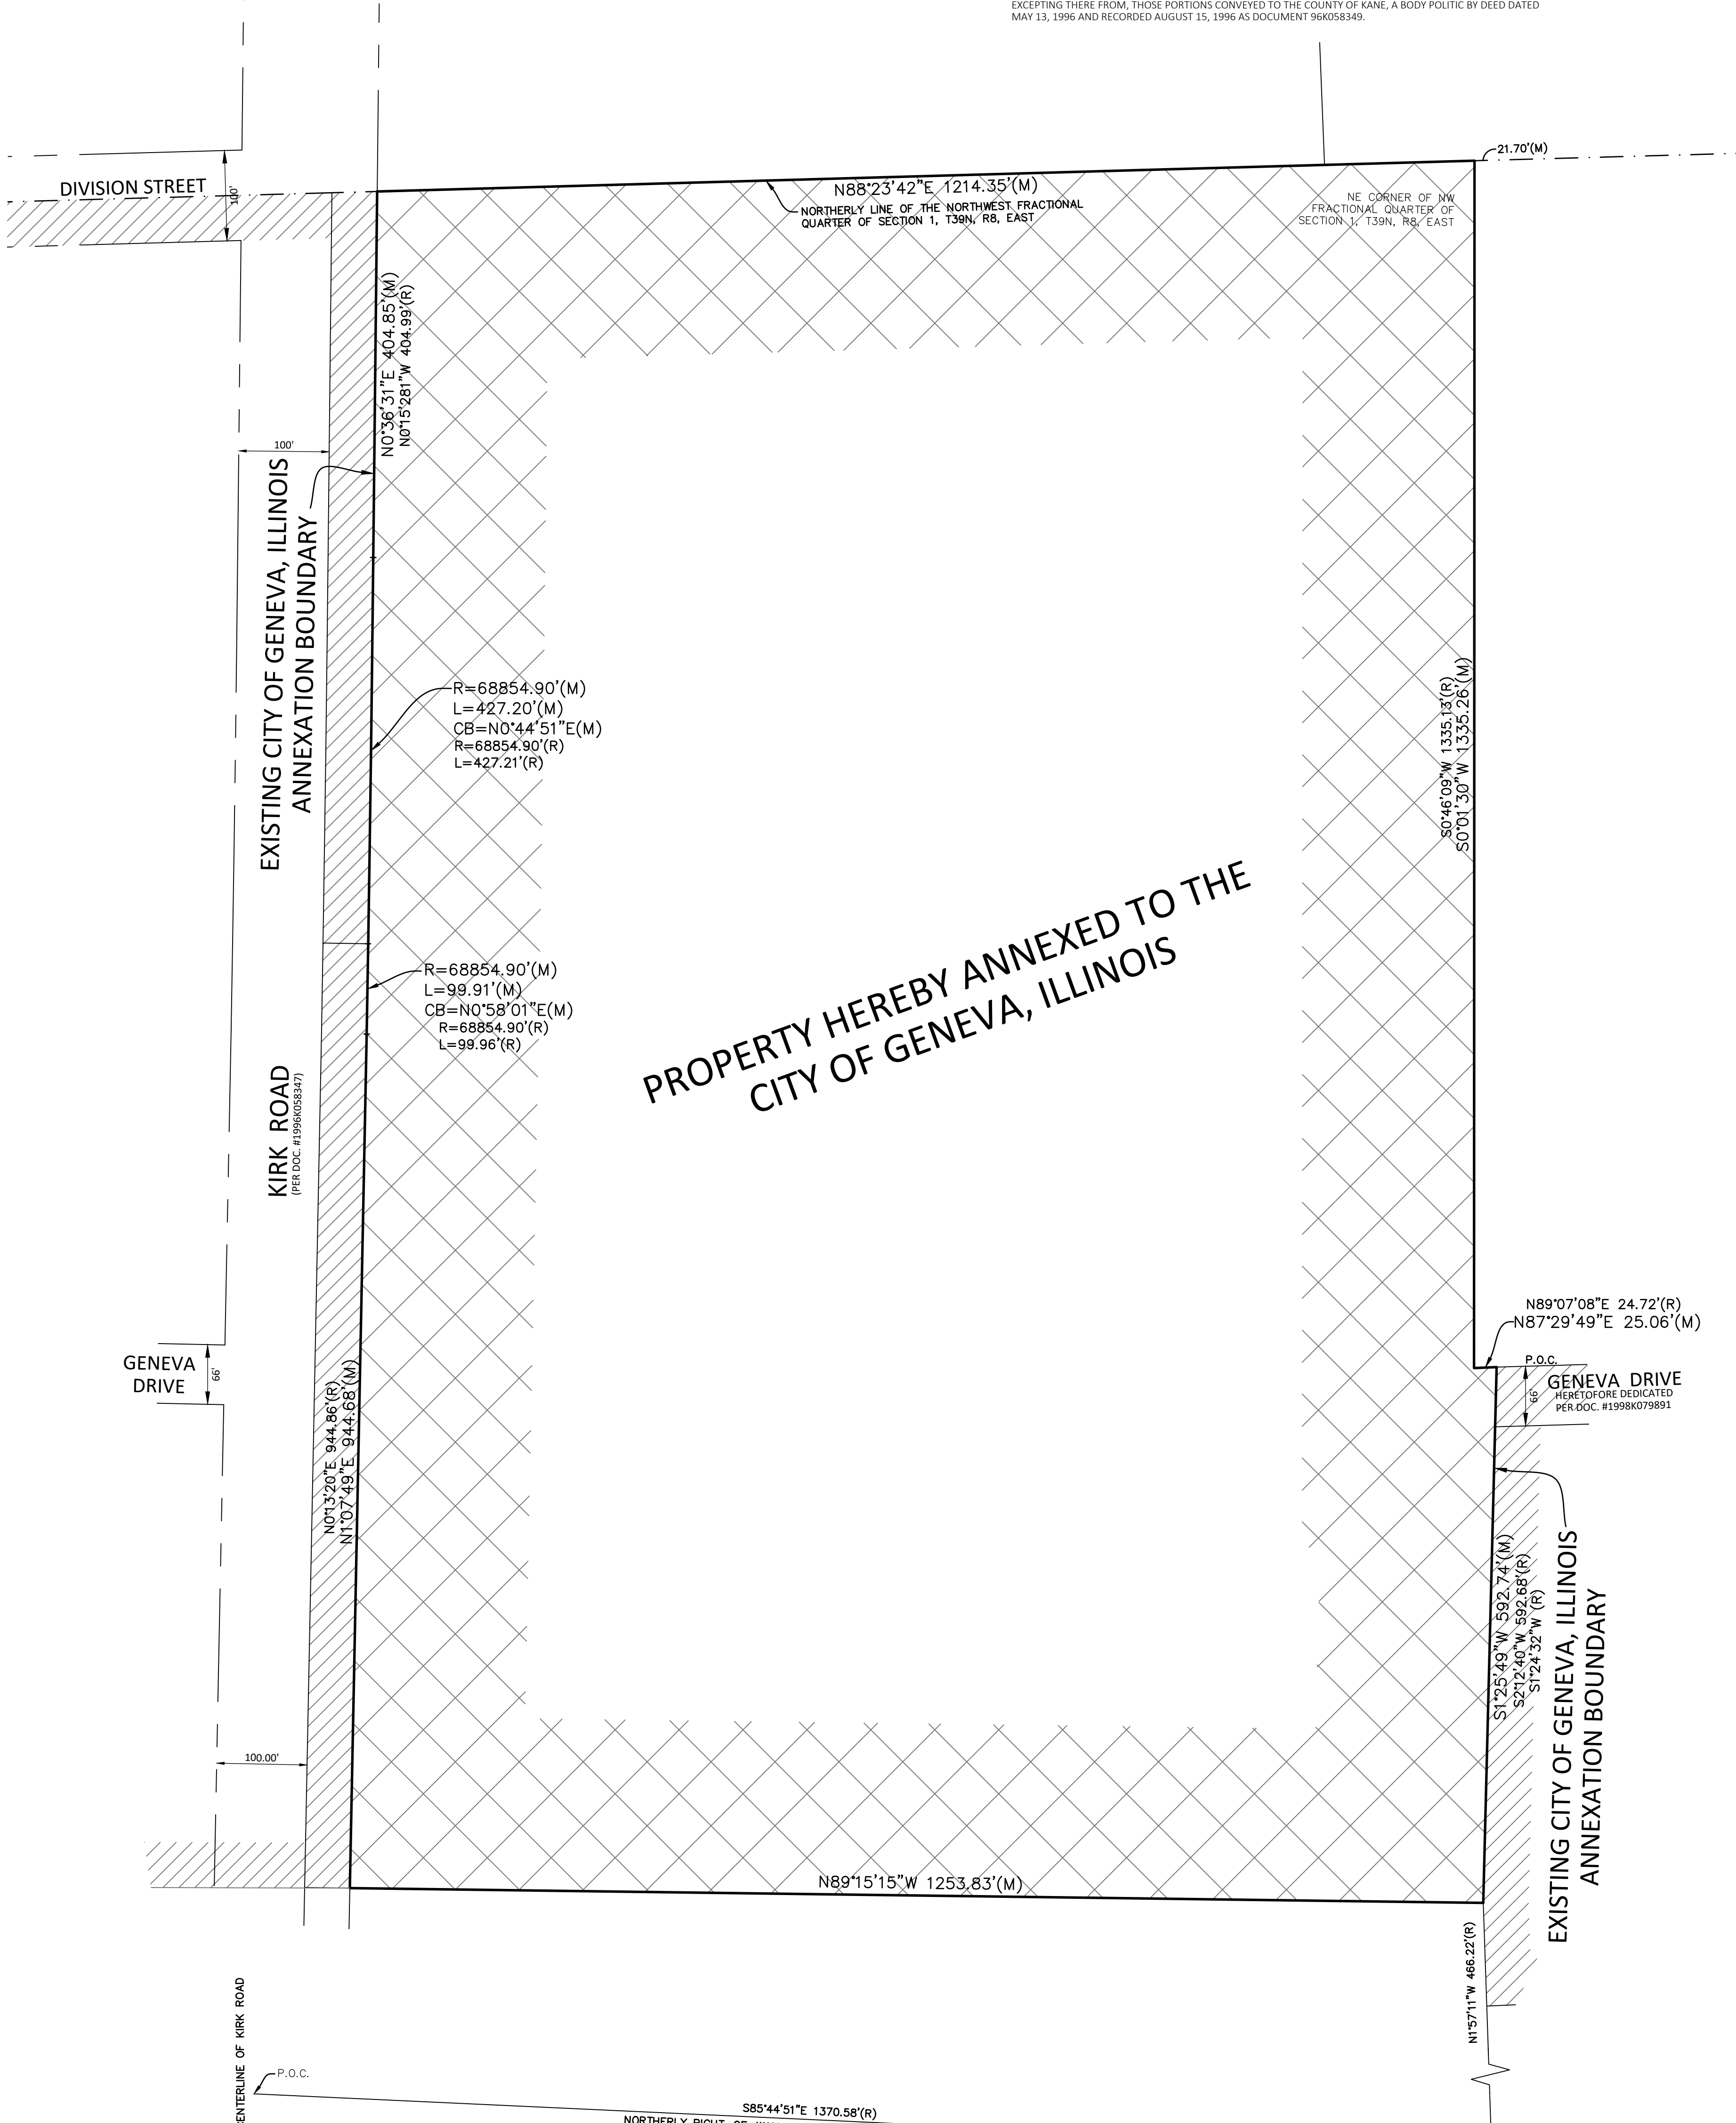 EXCEPTING THERE FROM, THOSE PORTIONS CONVEYED TO THE COUNTY OF KANE, A BODY POLITIC BY DEED DATED
MAY 13, 1996 AND RECORDED AUGUST 15, 1996 AS DOCUMENT 96K058349.
21.70'(M)
DIVISION STREET
100'
N88°23'42"E 1214.35'(M)
NORTHERLY LINE OF THE NORTHWEST FRACTIONAL
QUARTER OF SECTION 1, T39N, R8, EAST
NE CORNER OF NW
FRACTIONAL QUARTER OF
SECTION 1, T39N, R8, EAST
N0°36'31"E 404.85'(M)
N0°15'281"W 404.99'(R)
100'
EXISTING CITY OF GENEVA, ILLINOIS
ANNEXATION BOUNDARY
R=68854.90'(M)
L=427.20'(M)
CB=N0°44'51"E(M)
R=68854.90'(R)
L=427.21'(R)
S0°46'09"W 1335.13'(R)
S0°01'30"W 1335.26'(M)
PROPERTY HEREBY ANNEXED TO THE
CITY OF GENEVA, ILLINOIS
R=68854.90'(M)
L=99.91'(M)
CB=N0°58'01"E(M)
R=68854.90'(R)
L=99.96'(R)
KIRK ROAD
(PER DOC. #1996K058347)
N89°07'08"E 24.72'(R)
N87°29'49"E 25.06'(M)
GENEVA
DRIVE
66'
P.O.C.
GENEVA DRIVE
HERETOFORE DEDICATED
PER DOC. #1998K079891
66'
N0°13'20"E 944.86'(R)
N1°07'49"E 944.68'(M)
S1°25'49"W 592.74'(M)
S2°12'40"W 592.68'(R)
S1°24'32"W (R)
EXISTING CITY OF GENEVA, ILLINOIS
ANNEXATION BOUNDARY
100.00'
N89°15'15"W 1253.83'(M)
N1°57'11"W 466.22'(R)
CENTERLINE OF KIRK ROAD
P.O.C.
S85°44'51"E 1370.58'(R)